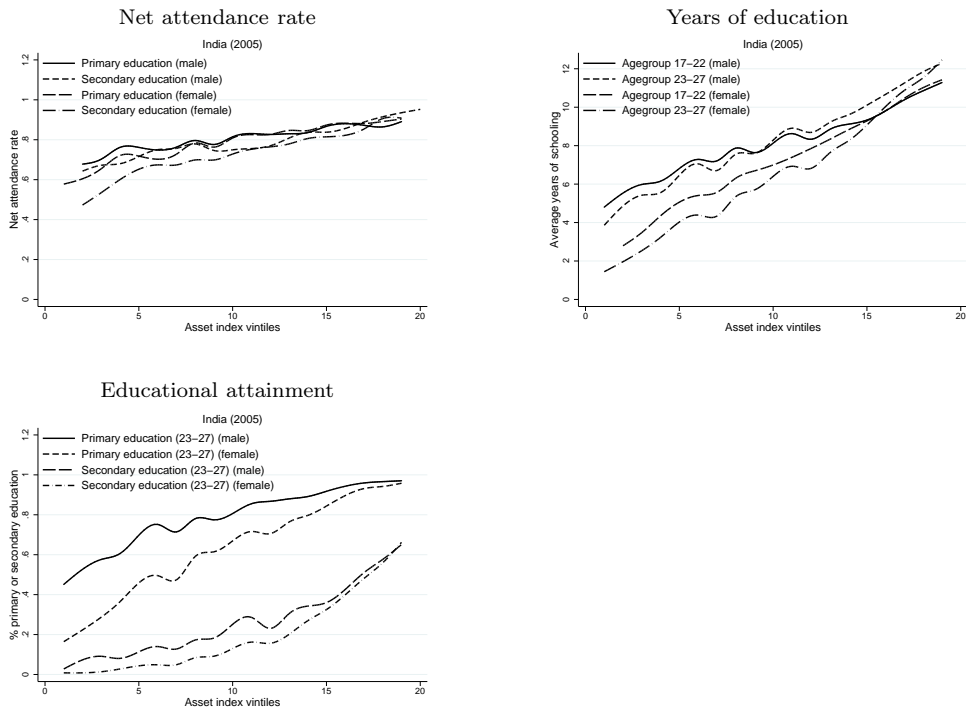 Net attendance rate
India (2005)
Primary education (male)
Secondary education (male)
Primary education (female)
Secondary education (female)
Net attendance rate
0 .2 .4 .6 .8 1 1.2
0 5 10 15 20
Asset index vintiles
Years of education
India (2005)
Agegroup 17–22 (male)
Agegroup 23–27 (male)
Agegroup 17–22 (female)
Agegroup 23–27 (female)
Average years of schooling
0 2 4 6 8 10 12
0 5 10 15 20
Asset index vintiles
Educational attainment
India (2005)
Primary education (23–27) (male)
Primary education (23–27) (female)
Secondary education (23–27) (male)
Secondary education (23–27) (female)
% primary or secondary education
0 .2 .4 .6 .8 1 1.2
0 5 10 15 20
Asset index vintiles